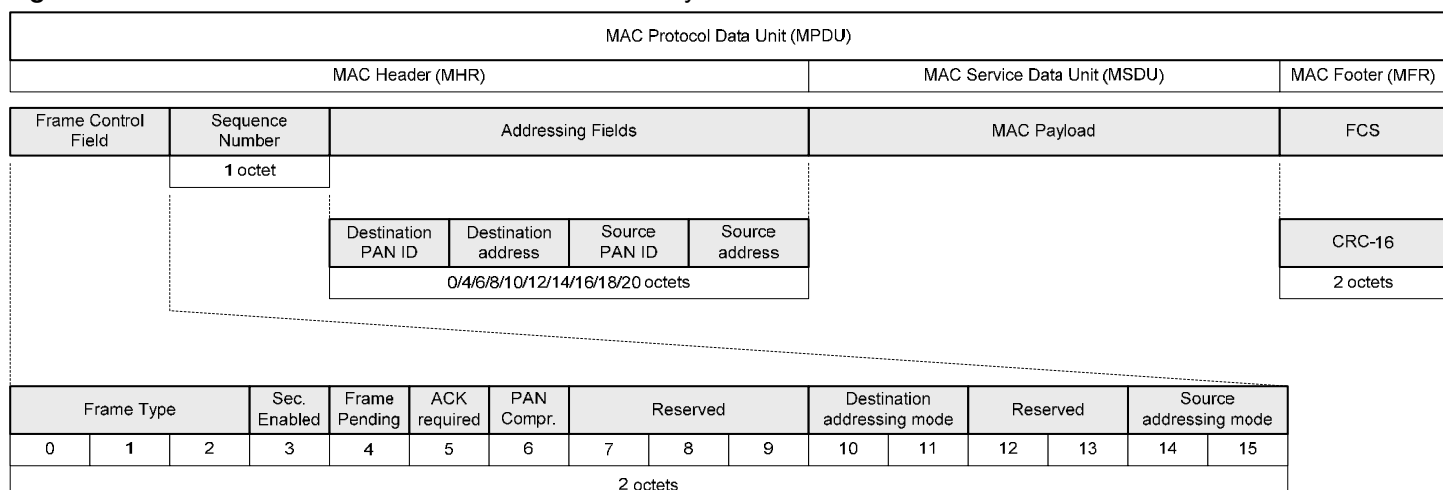 MAC Protocol Data Unit (MPDU)
MAC Header (MHR) MAC Service Data Unit (MSDU) MAC Footer (MFR)
Frame Control Field Sequence Number Addressing Fields MAC Payload FCS
1 octet
Destination PAN ID Destination address Source PAN ID Source address CRC-16
0/4/6/8/10/12/14/16/18/20 octets 2 octets
Frame Type Sec. Enabled Frame Pending ACK required PAN Compr. Reserved Destination addressing mode Reserved Source addressing mode
0 1 2 3 4 5 6 7 8 9 10 11 12 13 14 15
2 octets